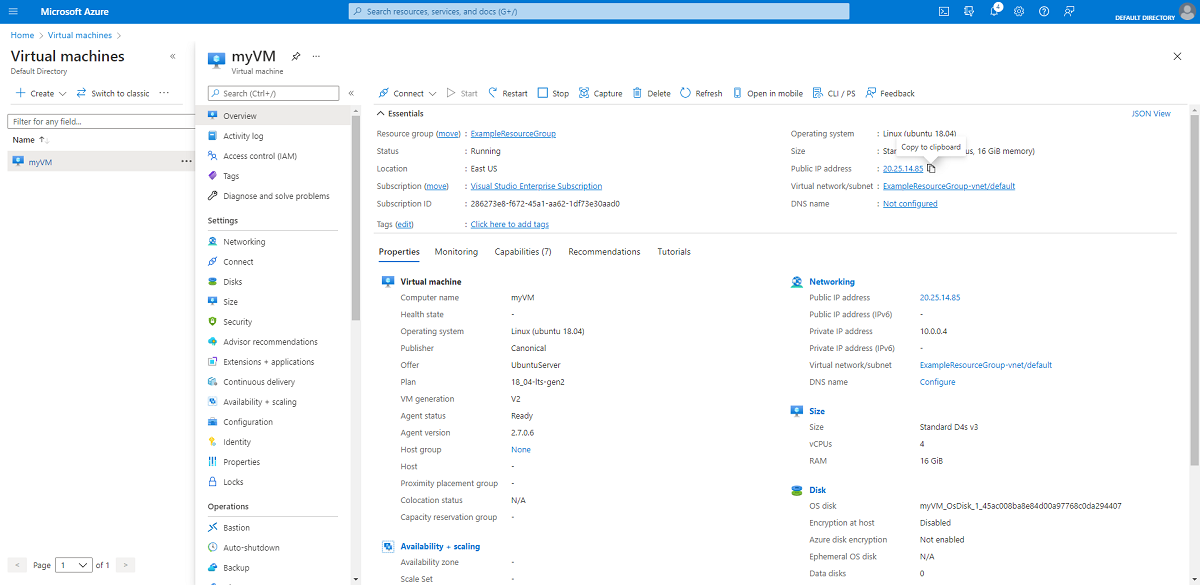 Microsoft Azure
Search resources, services, and docs (G+/)
4
DEFAULT DIRECTORY
Home > Virtual machines >
Virtual machines
Default Directory
Create
Switch to classic
Filter for any field...
Name
myVM
Page 1 of 1
myVM
Virtual machine
Search (Ctrl+/)
Overview
Activity log
Access control (IAM)
Tags
Diagnose and solve problems
Settings
Networking
Connect
Disks
Size
Security
Advisor recommendations
Extensions + applications
Continuous delivery
Availability + scaling
Configuration
Identity
Properties
Locks
Operations
Bastion
Auto-shutdown
Backup
Connect Start Restart Stop Capture Delete Refresh Open in mobile CLI / PS Feedback
Essentials
JSON View
Resource group (move) : ExampleResourceGroup
Status : Running
Location : East US
Subscription (move) : Visual Studio Enterprise Subscription
Subscription ID : 286273e8-f672-45a1-aa62-1df73e30aad0
Tags (edit) : Click here to add tags
Operating system : Linux (ubuntu 18.04)
Copy to clipboard
Size : us, 16 GiB memory)
Public IP address : 20.25.14.85
Virtual network/subnet : ExampleResourceGroup-vnet/default
DNS name : Not configured
Properties Monitoring Capabilities (7) Recommendations Tutorials
Virtual machine
Computer name myVM
Health state -
Operating system Linux (ubuntu 18.04)
Publisher Canonical
Offer UbuntuServer
Plan 18_04-lts-gen2
VM generation V2
Agent status Ready
Agent version 2.7.0.6
Host group None
Host -
Proximity placement group -
Colocation status N/A
Capacity reservation group -
Availability + scaling
Availability zone -
Scale Set -
Networking
Public IP address 20.25.14.85
Public IP address (IPv6) -
Private IP address 10.0.0.4
Private IP address (IPv6) -
Virtual network/subnet ExampleResourceGroup-vnet/default
DNS name Configure
Size
Size Standard D4s v3
vCPUs 4
RAM 16 GiB
Disk
OS disk myVM_OsDisk_1_45ac008ba8e84d00a97768c0da294407
Encryption at host Disabled
Azure disk encryption Not enabled
Ephemeral OS disk N/A
Data disks 0